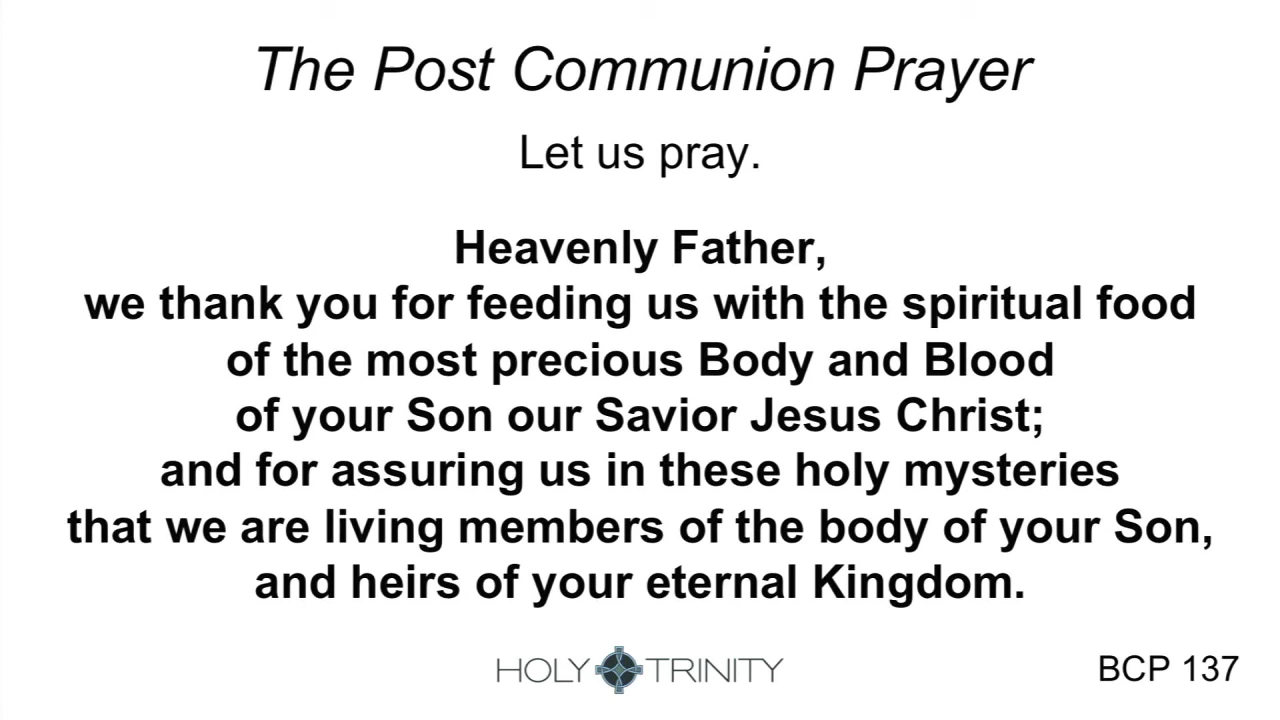 The Post Communion Prayer
Let us pray.
Heavenly Father,
we thank you for feeding us with the spiritual food
of the most precious Body and Blood
of your Son our Savior Jesus Christ;
and for assuring us in these holy mysteries
that we are living members of the body of your Son,
and heirs of your eternal Kingdom.
HOLY TRINITY
BCP 137